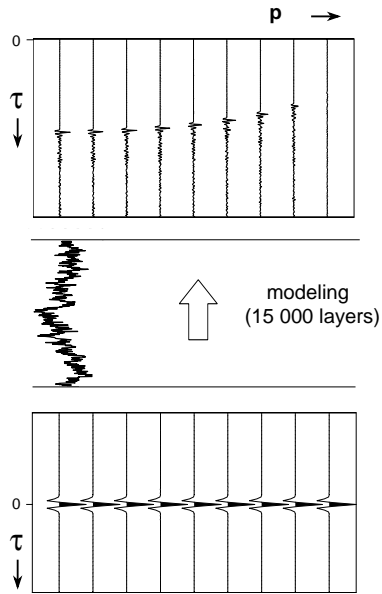 p →
0
τ
↓
modeling
(15 000 layers)
0
τ
↓